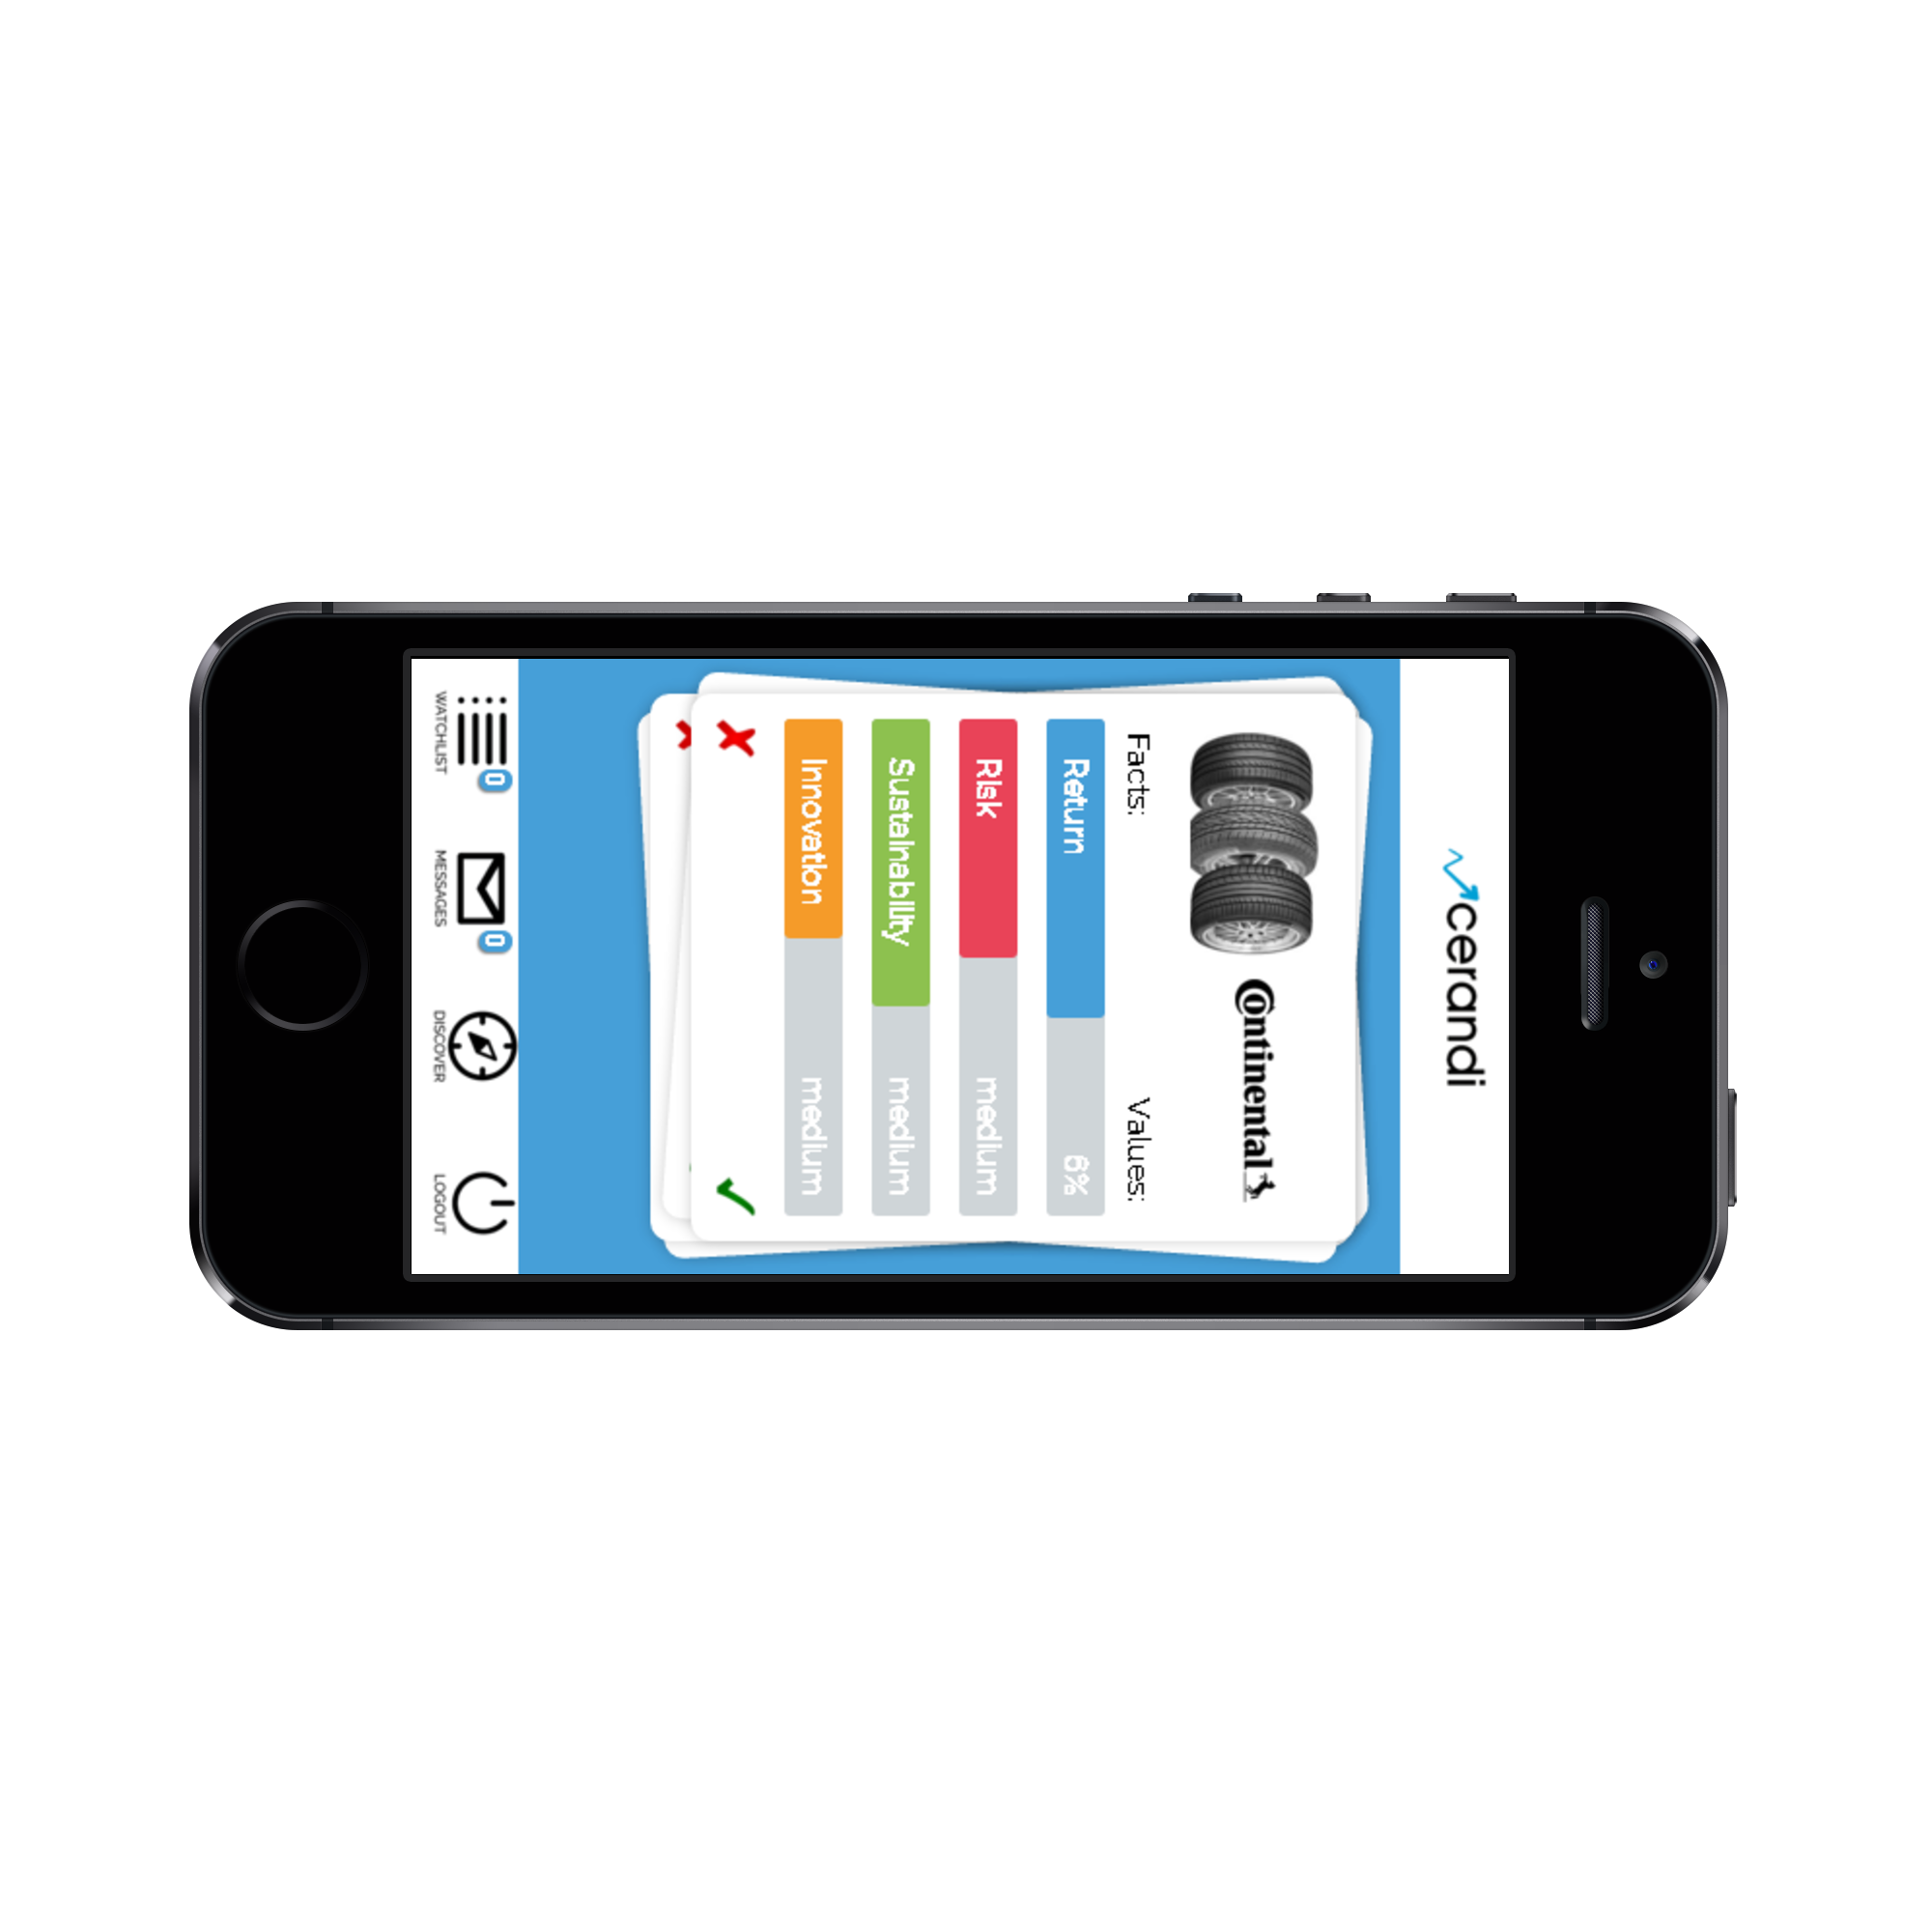 cerandi
Continental
Facts: Values:
Return 6%
Risk medium
Sustainability medium
Innovation medium
0 0
WATCHLIST MESSAGES DISCOVER LOGOUT